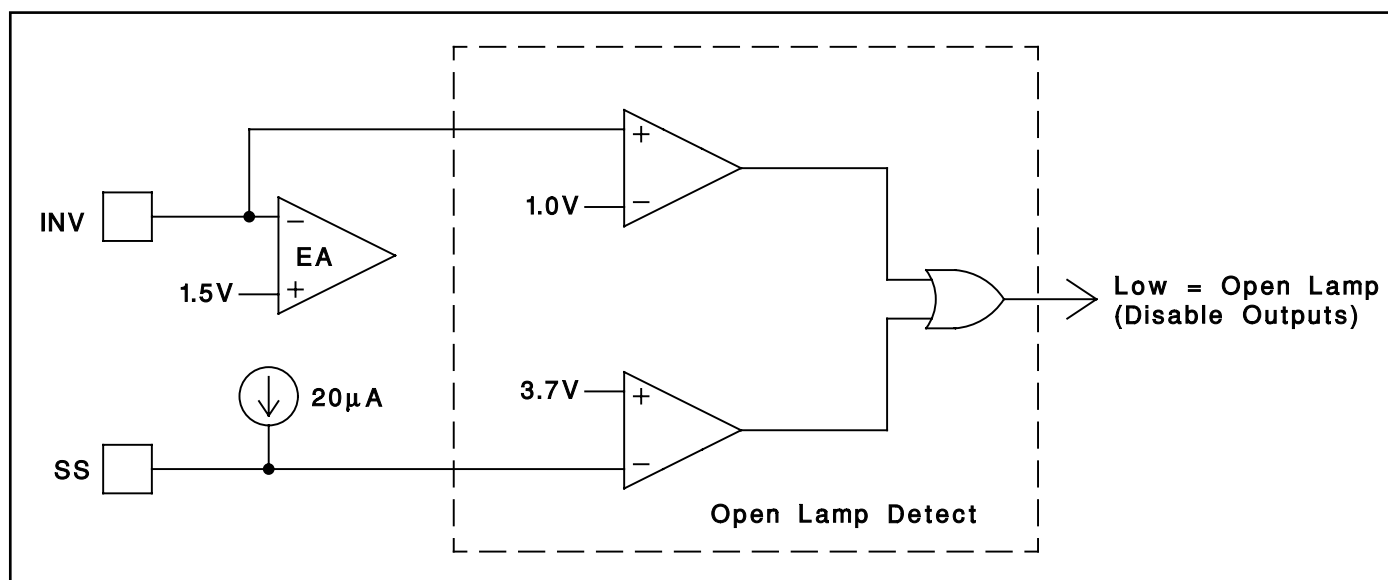 INV
EA
1.5V
+
−
1.0V
+
−
20µA
SS
3.7V
+
−
Open Lamp Detect
Low = Open Lamp
(Disable Outputs)